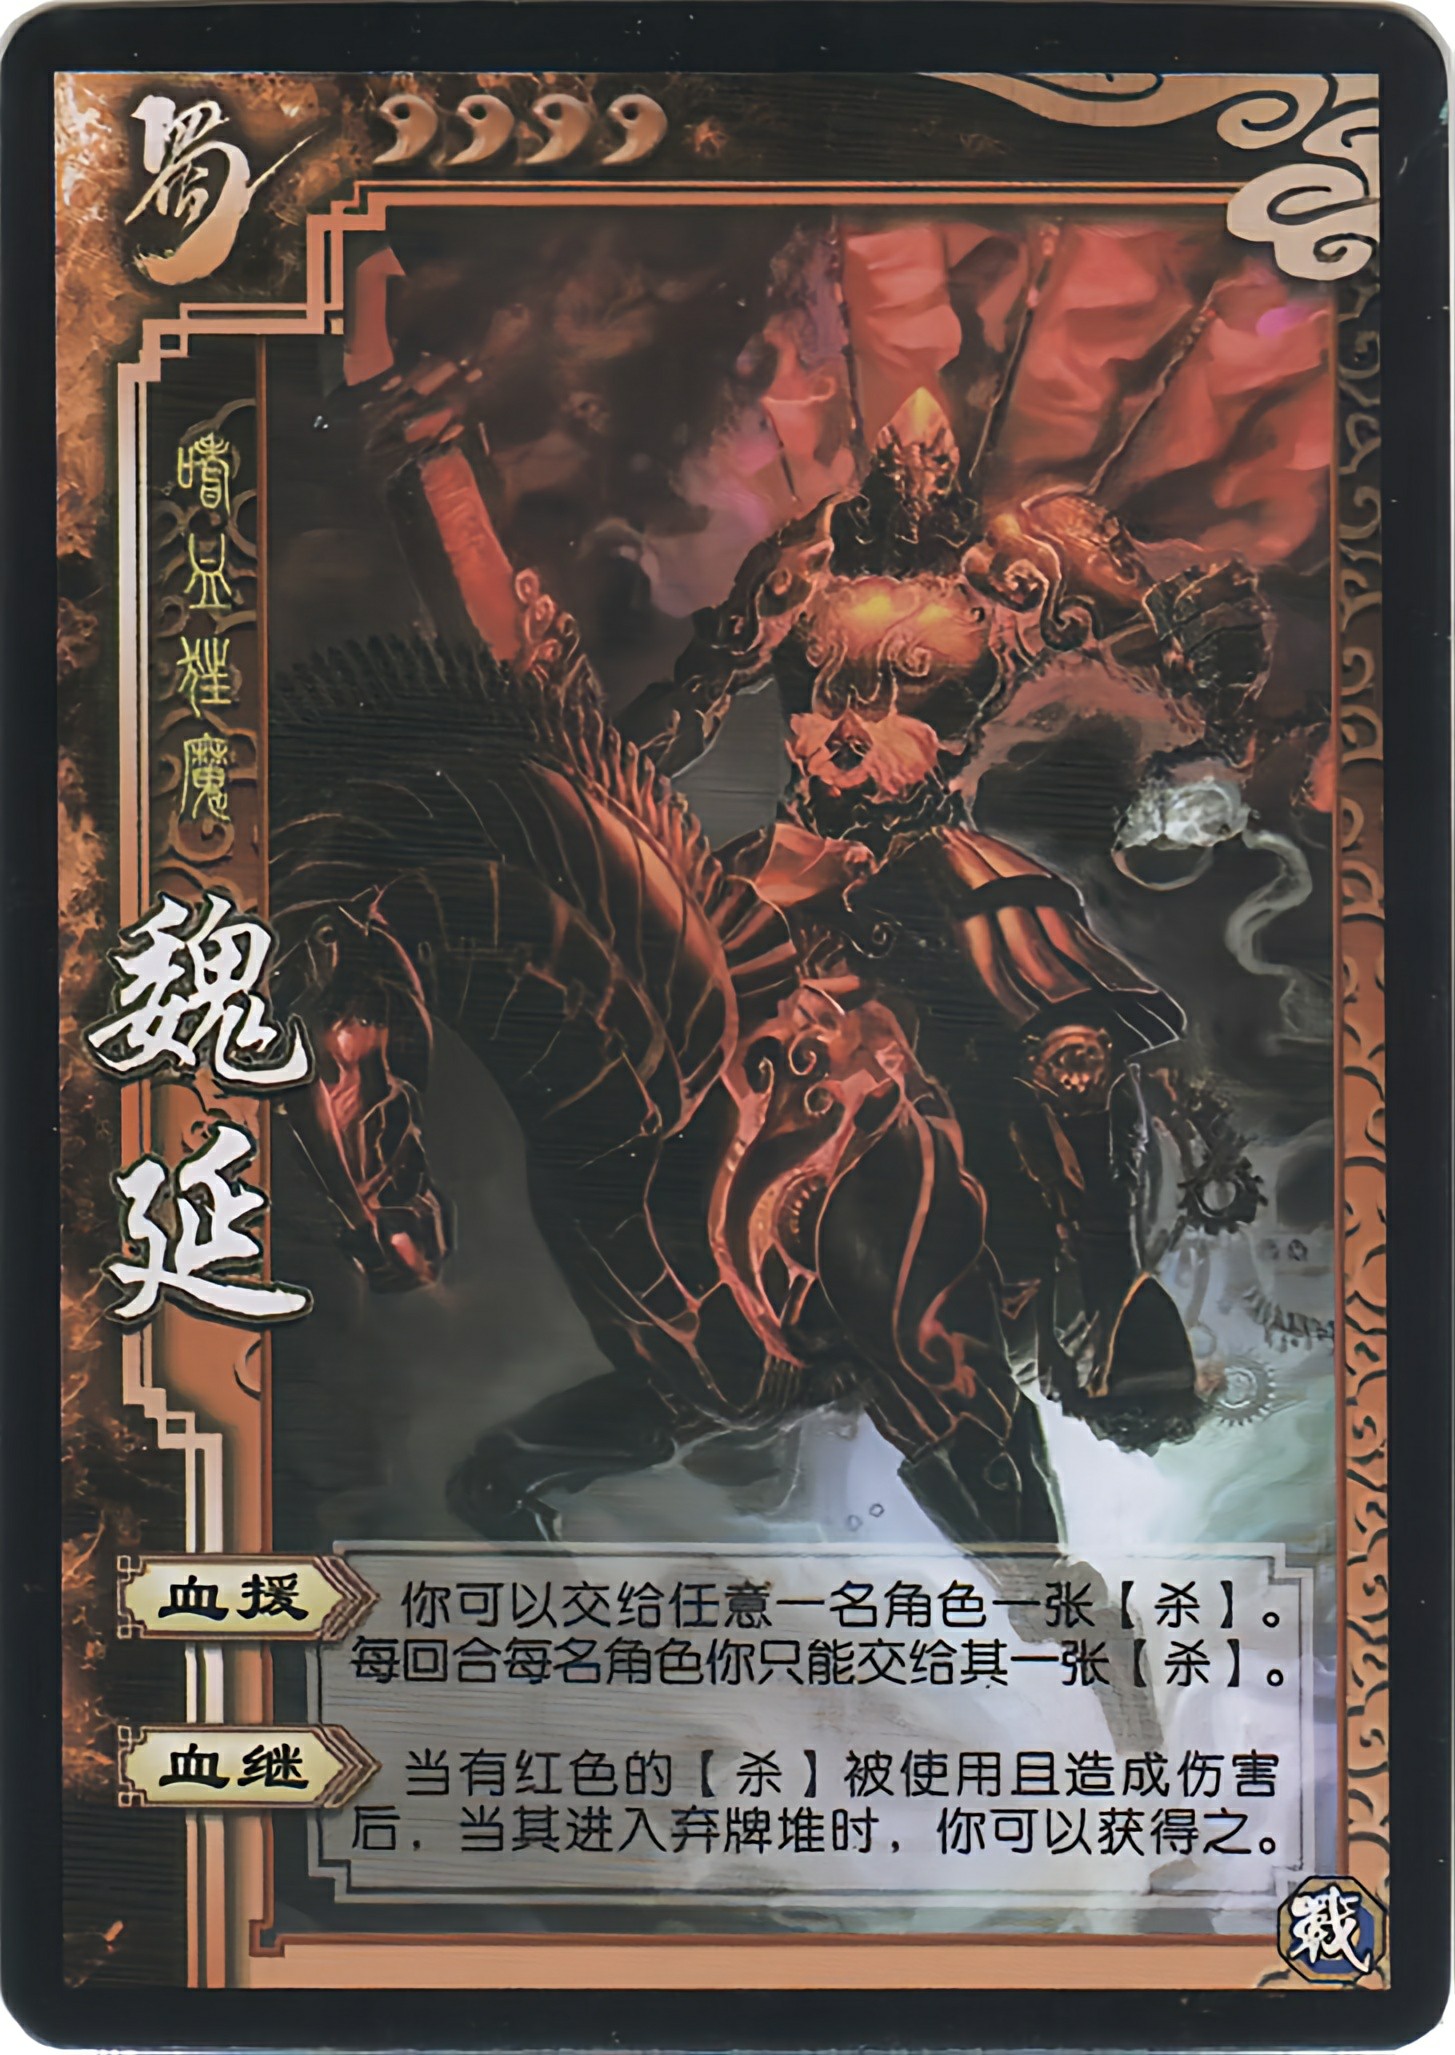 蜀
嗜血狂魔
魏延
血援
你可以交给任意一名角色一张【杀】。
每回合每名角色你只能交给其一张【杀】。
血继
当有红色的【杀】被使用且造成伤害
后，当其进入弃牌堆时，你可以获得之。
戰